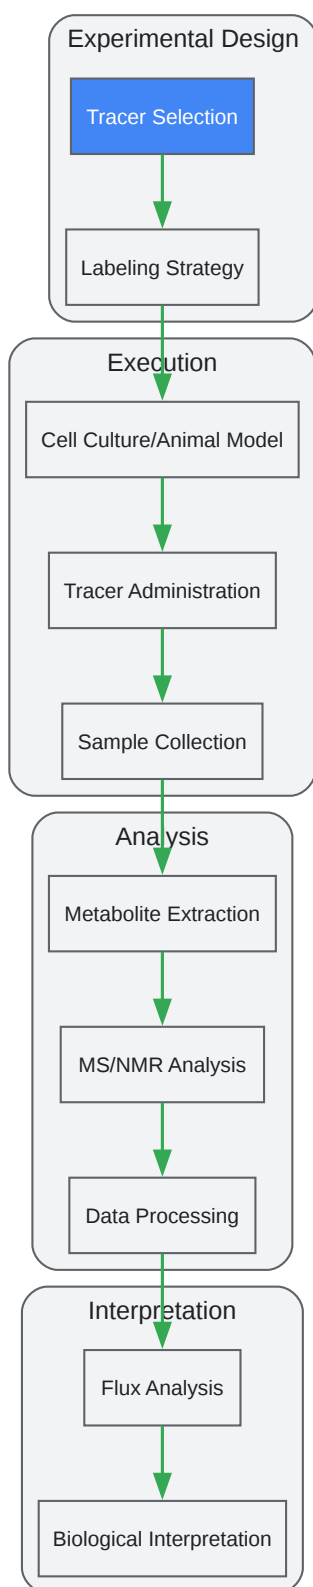 Experimental Design
Tracer Selection
Labeling Strategy
Execution
Cell Culture/Animal Model
Tracer Administration
Sample Collection
Analysis
Metabolite Extraction
MS/NMR Analysis
Data Processing
Interpretation
Flux Analysis
Biological Interpretation